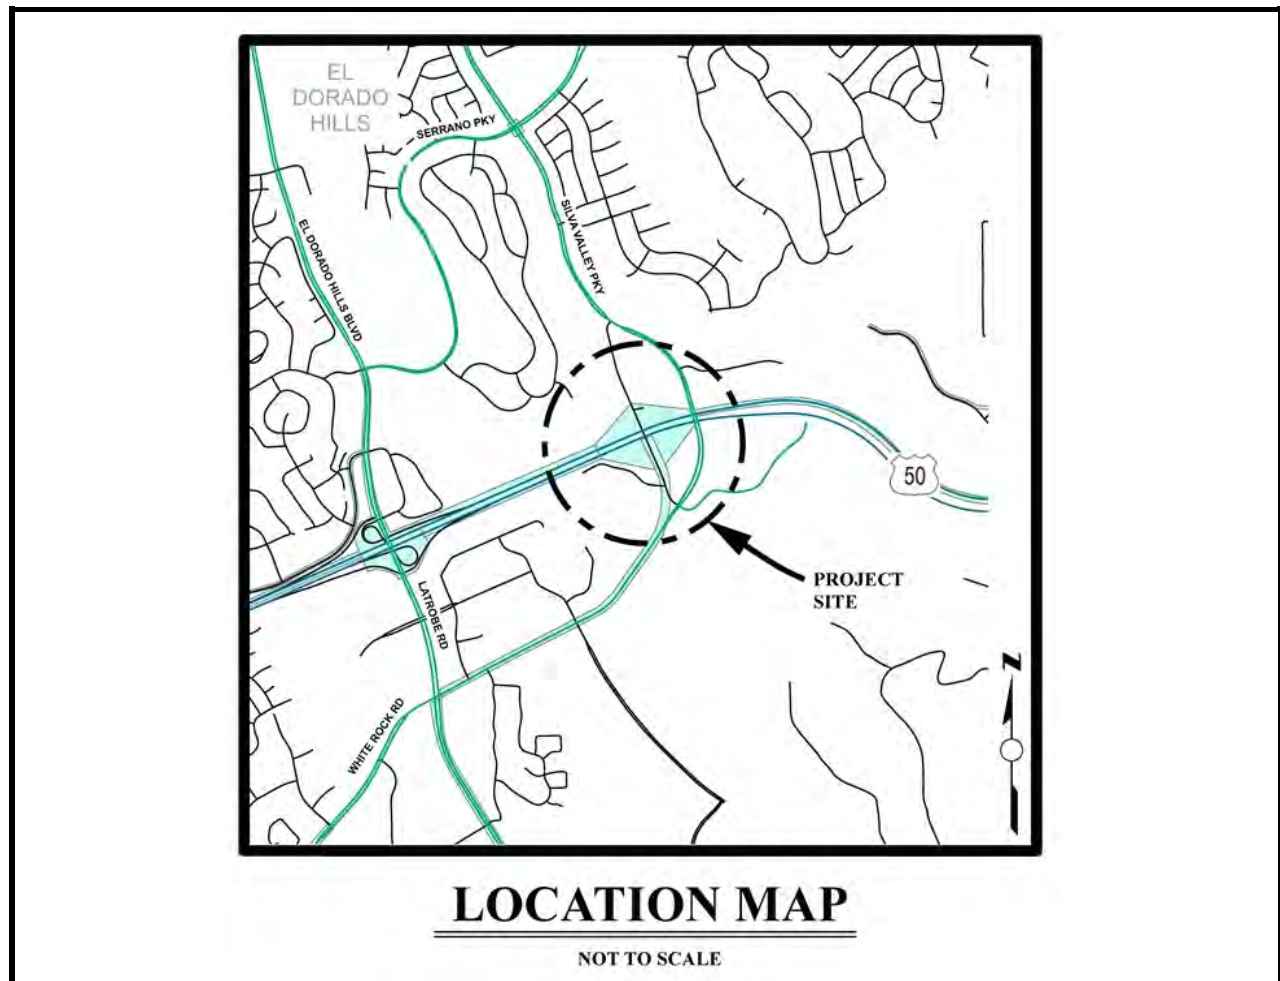 EL
DORADO
HILLS
SERRANO PKY
EL DORADO HILLS BLVD
SILVA VALLEY PKY
50
PROJECT
SITE
LATROBE RD
N
WHITE ROCK RD
LOCATION MAP
NOT TO SCALE